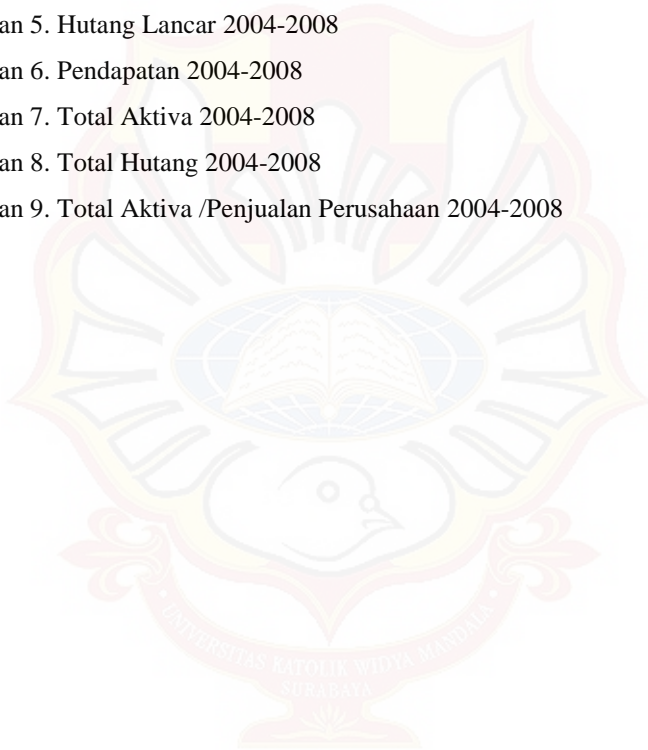 an 5. Hutang Lancar 2004-2008
an 6. Pendapatan 2004-2008
an 7. Total Aktiva 2004-2008
an 8. Total Hutang 2004-2008
an 9. Total Aktiva /Penjualan Perusahaan 2004-2008
UNIVERSITAS KATOLIK WIDYA MANDALA
SURABAYA